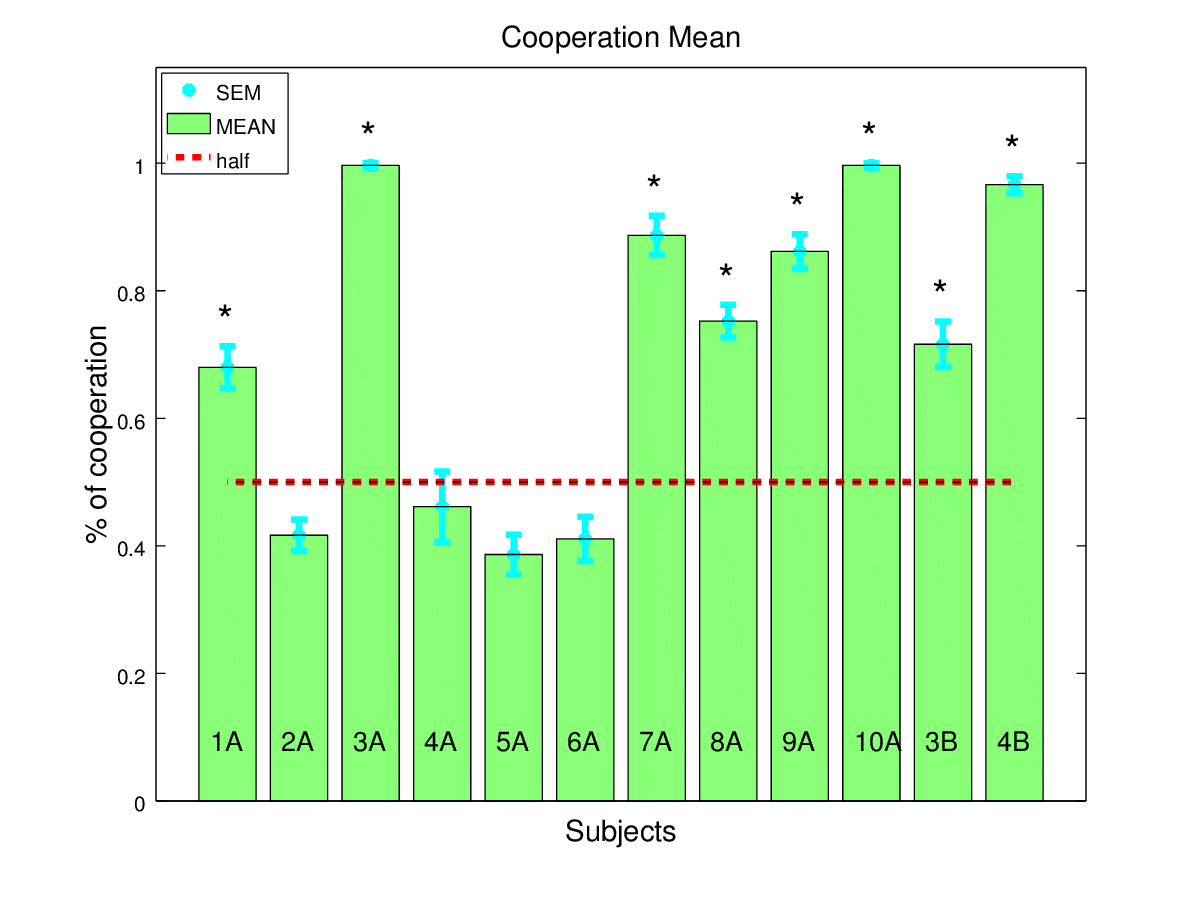 Cooperation Mean
SEM
MEAN
half
* * * * * * * *
1
0.8
0.6
0.4
0.2
0
% of cooperation
1A 2A 3A 4A 5A 6A 7A 8A 9A 10A 3B 4B
Subjects